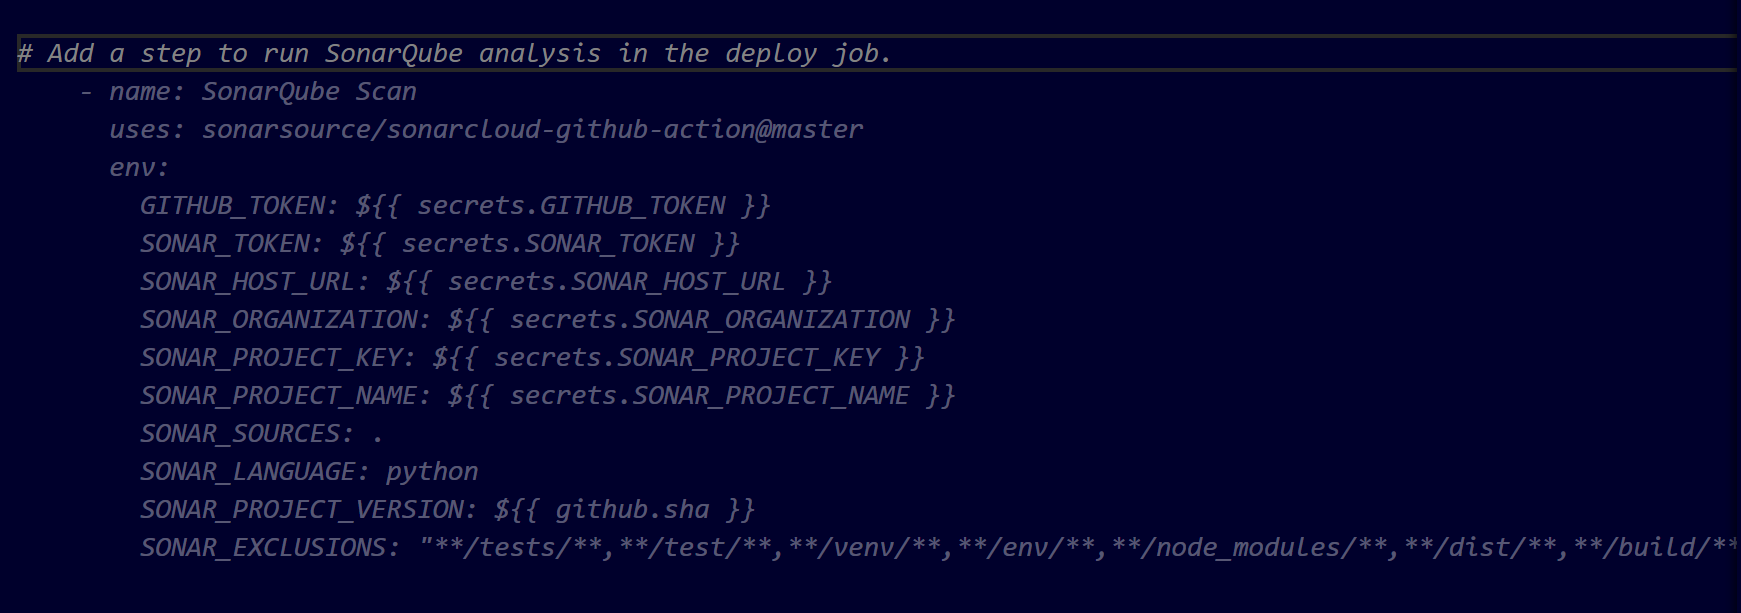 # Add a step to run SonarQube analysis in the deploy job.
- name: SonarQube Scan
uses: sonarsource/sonarcloud-github-action@master
env:
GITHUB_TOKEN: ${{ secrets.GITHUB_TOKEN }}
SONAR_TOKEN: ${{ secrets.SONAR_TOKEN }}
SONAR_HOST_URL: ${{ secrets.SONAR_HOST_URL }}
SONAR_ORGANIZATION: ${{ secrets.SONAR_ORGANIZATION }}
SONAR_PROJECT_KEY: ${{ secrets.SONAR_PROJECT_KEY }}
SONAR_PROJECT_NAME: ${{ secrets.SONAR_PROJECT_NAME }}
SONAR_SOURCES: .
SONAR_LANGUAGE: python
SONAR_PROJECT_VERSION: ${{ github.sha }}
SONAR_EXCLUSIONS: "**/tests/**,**/test/**,**/venv/**,**/env/**,**/node_modules/**,**/dist/**,**/build/**